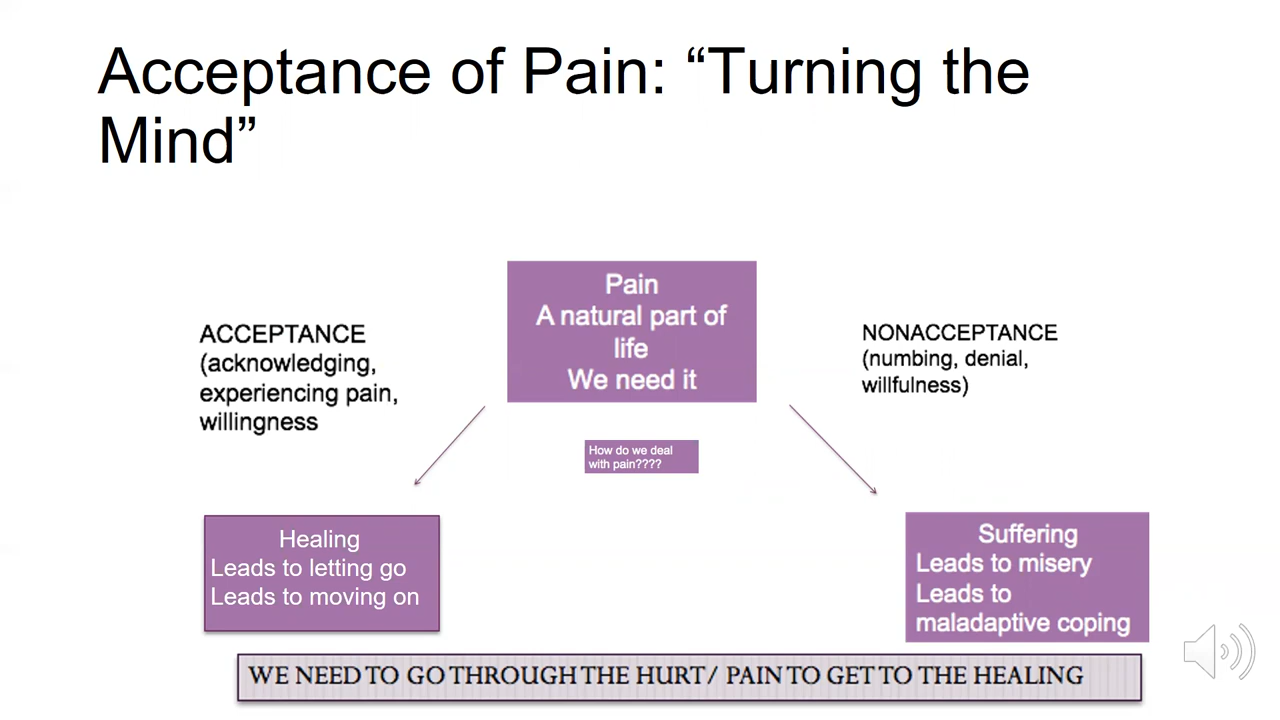 Acceptance of Pain: “Turning the
Mind”
Pain
A natural part of
life
We need it
ACCEPTANCE
(acknowledging,
experiencing pain,
willingness
NONACCEPTANCE
(numbing, denial,
willfulness)
How do we deal
with pain????
Healing
Leads to letting go
Leads to moving on
Suffering
Leads to misery
Leads to
maladaptive coping
WE NEED TO GO THROUGH THE HURT/ PAIN TO GET TO THE HEALING